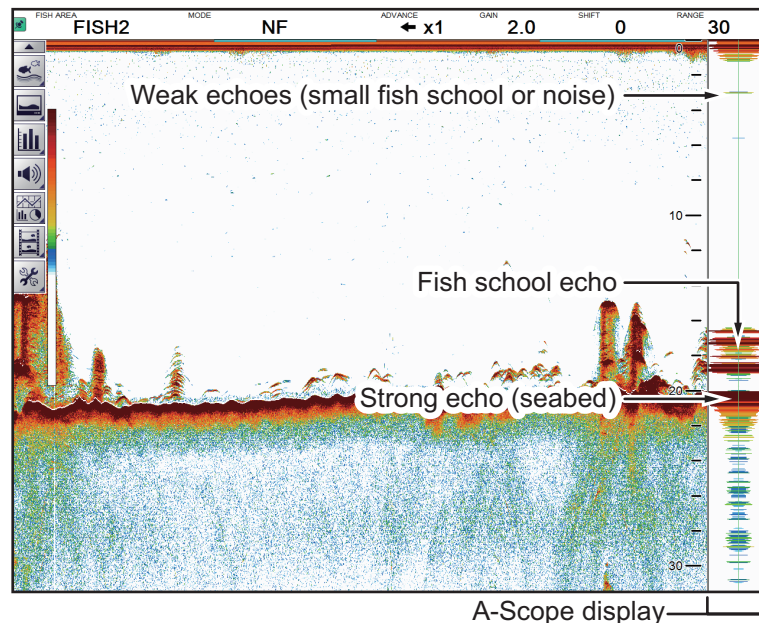 FISH AREA MODE ADVANCE GAIN SHIFT RANGE
FISH2 NF ← x1 2.0 0 30
0
Weak echoes (small fish school or noise)
10
Fish school echo
20
Strong echo (seabed)
30
A-Scope display